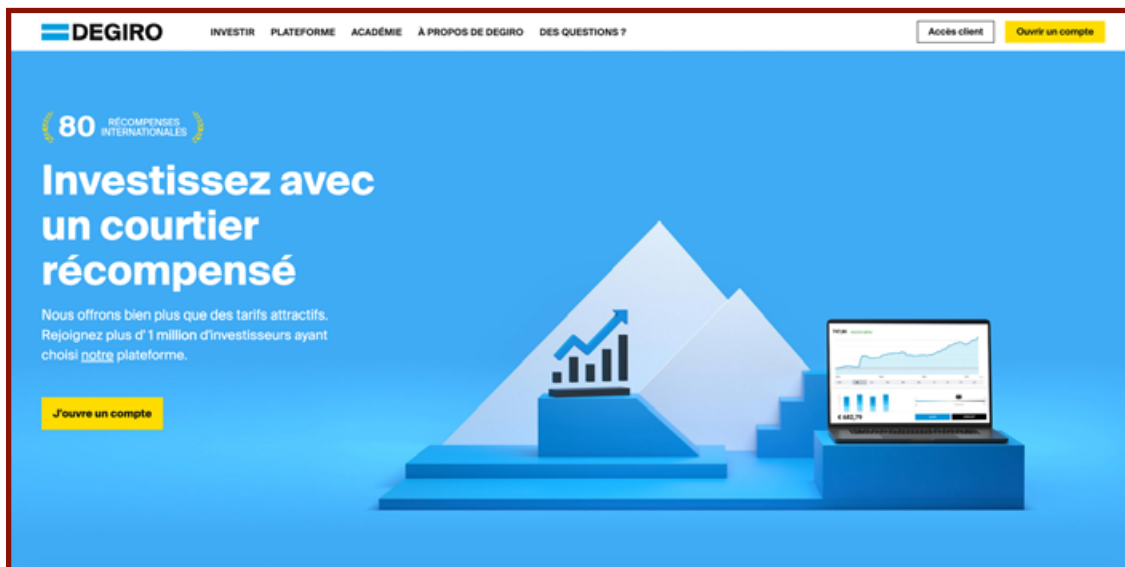 DEGIRO
INVESTIR PLATEFORME ACADÉMIE À PROPOS DE DEGIRO DES QUESTIONS ?
Accès client
Ouvrir un compte
80 RÉCOMPENSES
INTERNATIONALES
Investissez avec
un courtier
récompensé
Nous offrons bien plus que des tarifs attractifs.
Rejoignez plus d'1 million d'investisseurs ayant
choisi notre plateforme.
J'ouvre un compte
€ 682,79